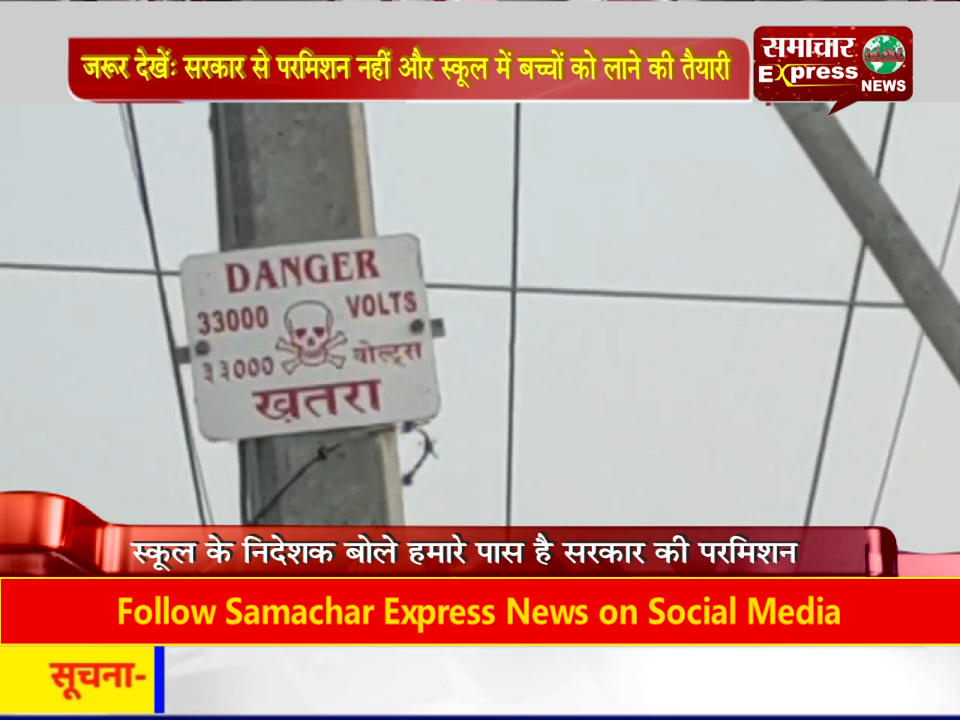 जरूर देखेंः सरकार से परमिशन नहीं और स्कूल में बच्चों को लाने की तैयारी
समाचार
Express
NEWS
DANGER
33000 VOLTS
३३000 वोल्ट्स
ख़तरा
स्कूल के निदेशक बोले हमारे पास है सरकार की परमिशन
Follow Samachar Express News on Social Media
सूचना-